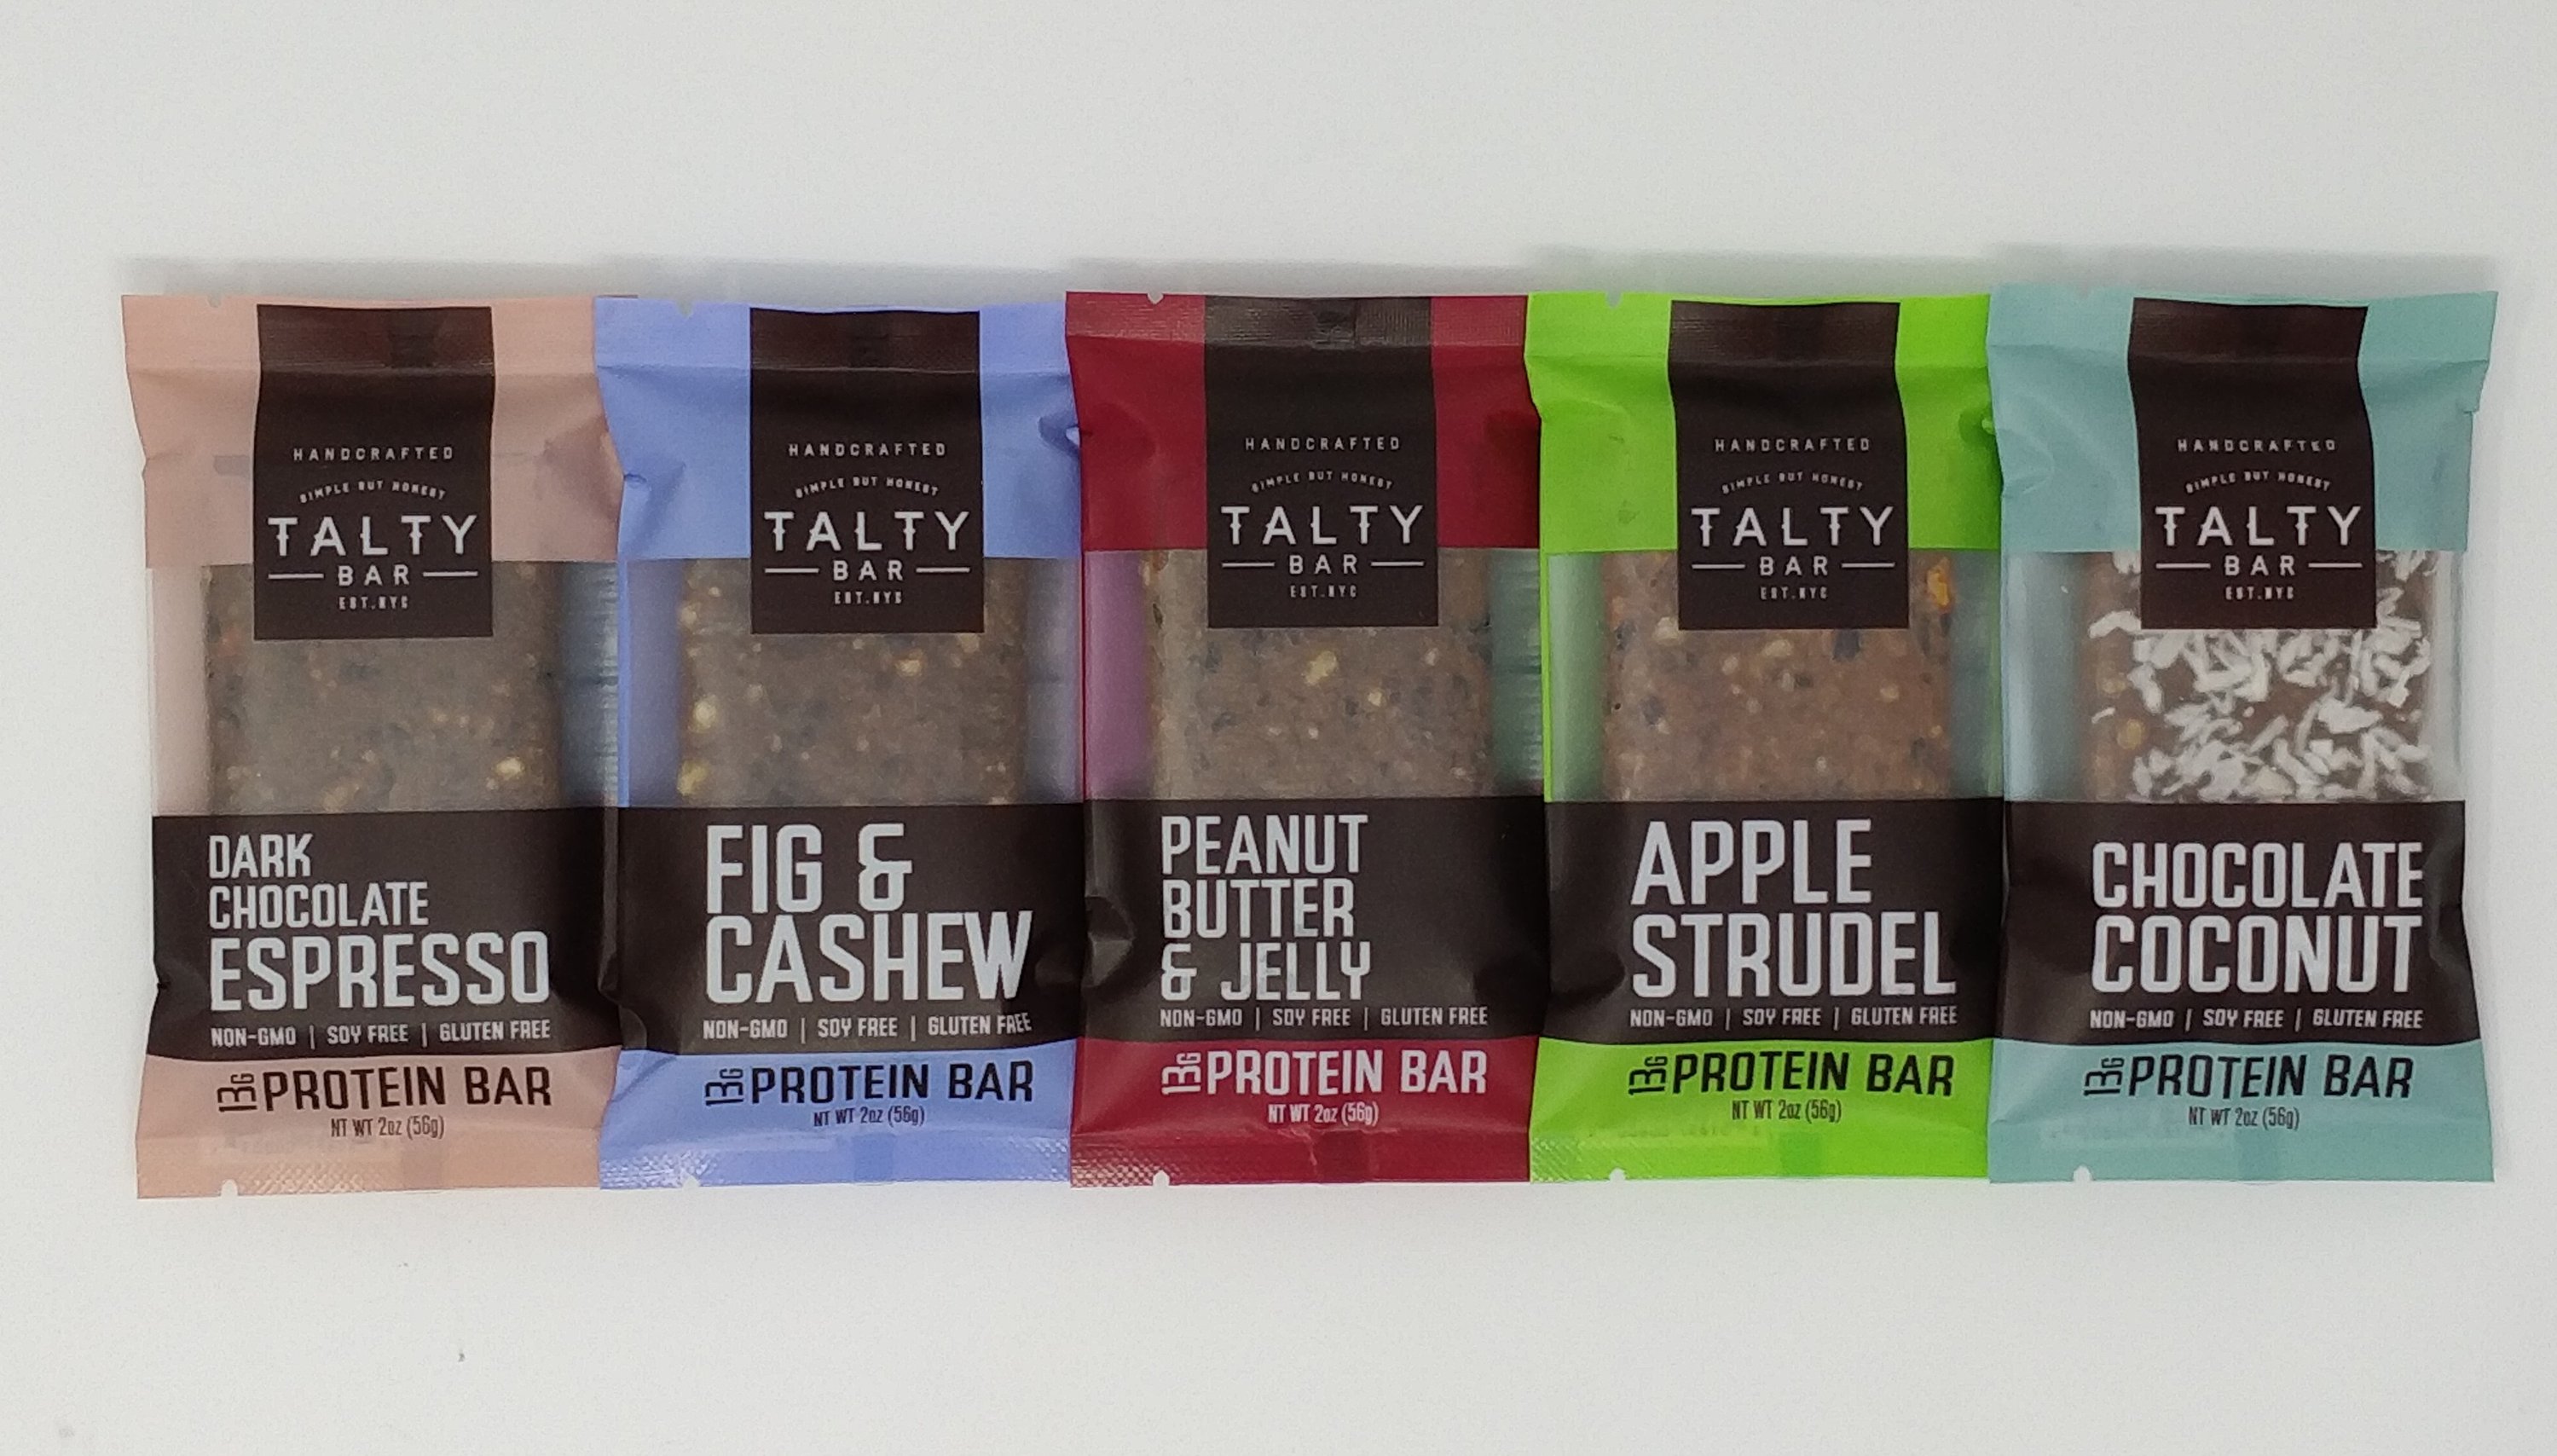 HANDCRAFTED
SIMPLE BUT HONEST
TALTY
BAR
EST.NYC
DARK
CHOCOLATE
ESPRESSO
NON-GMO | SOY FREE | GLUTEN FREE
13G PROTEIN BAR
NT WT 2oz (56g)
HANDCRAFTED
SIMPLE BUT HONEST
TALTY
BAR
EST.NYC
FIG &
CASHEW
NON-GMO | SOY FREE | GLUTEN FREE
13G PROTEIN BAR
NT WT 2oz (56g)
HANDCRAFTED
SIMPLE BUT HONEST
TALTY
BAR
EST.NYC
PEANUT
BUTTER
& JELLY
NON-GMO | SOY FREE | GLUTEN FREE
13G PROTEIN BAR
NT WT 2oz (56g)
HANDCRAFTED
SIMPLE BUT HONEST
TALTY
BAR
EST.NYC
APPLE
STRUDEL
NON-GMO | SOY FREE | GLUTEN FREE
13G PROTEIN BAR
NT WT 2oz (56g)
HANDCRAFTED
SIMPLE BUT HONEST
TALTY
BAR
EST.NYC
CHOCOLATE
COCONUT
NON-GMO | SOY FREE | GLUTEN FREE
13G PROTEIN BAR
NT WT 2oz (56g)